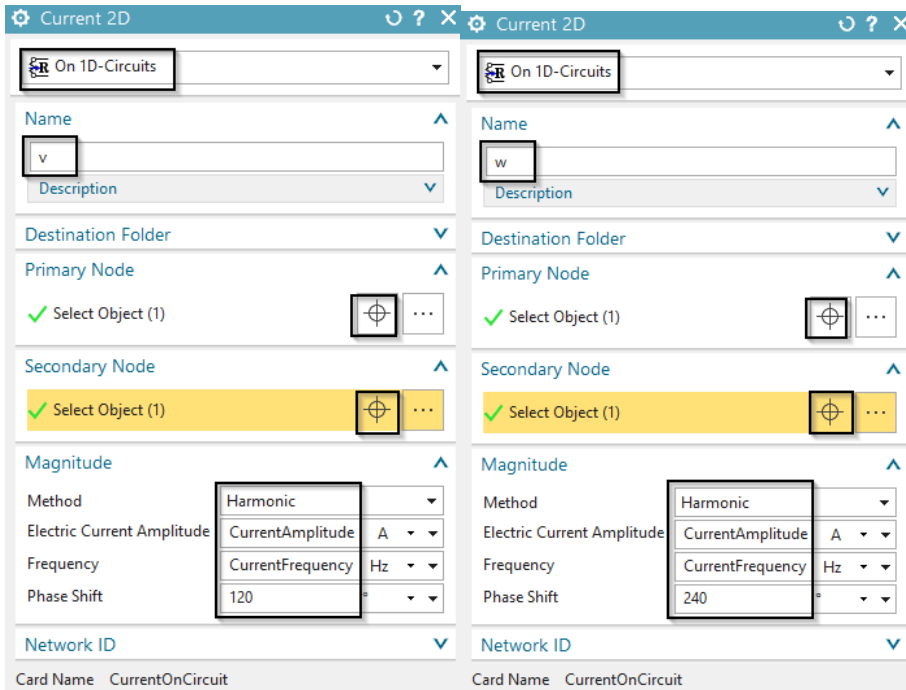 Current 2D
On 1D-Circuits
Name
v
Description
Destination Folder
Primary Node
Select Object (1)
Secondary Node
Select Object (1)
Magnitude
Method Harmonic
Electric Current Amplitude CurrentAmplitude A
Frequency CurrentFrequency Hz
Phase Shift 120 °
Network ID
Card Name CurrentOnCircuit
Current 2D
On 1D-Circuits
Name
w
Description
Destination Folder
Primary Node
Select Object (1)
Secondary Node
Select Object (1)
Magnitude
Method Harmonic
Electric Current Amplitude CurrentAmplitude A
Frequency CurrentFrequency Hz
Phase Shift 240 °
Network ID
Card Name CurrentOnCircuit